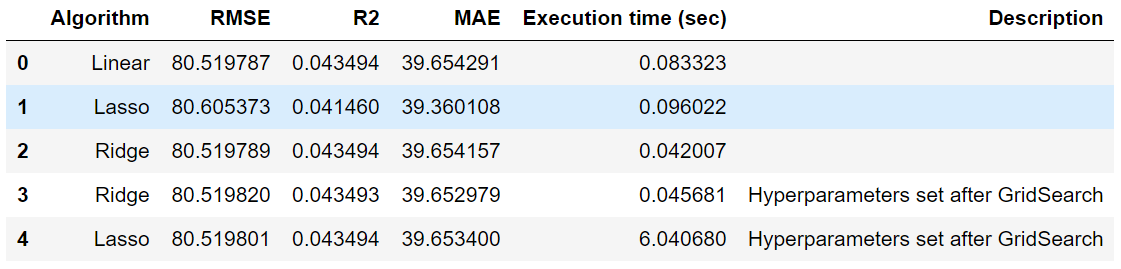 Algorithm RMSE R2 MAE Execution time (sec) Description
0 Linear 80.519787 0.043494 39.654291 0.083323
1 Lasso 80.605373 0.041460 39.360108 0.096022
2 Ridge 80.519789 0.043494 39.654157 0.042007
3 Ridge 80.519820 0.043493 39.652979 0.045681 Hyperparameters set after GridSearch
4 Lasso 80.519801 0.043494 39.653400 6.040680 Hyperparameters set after GridSearch